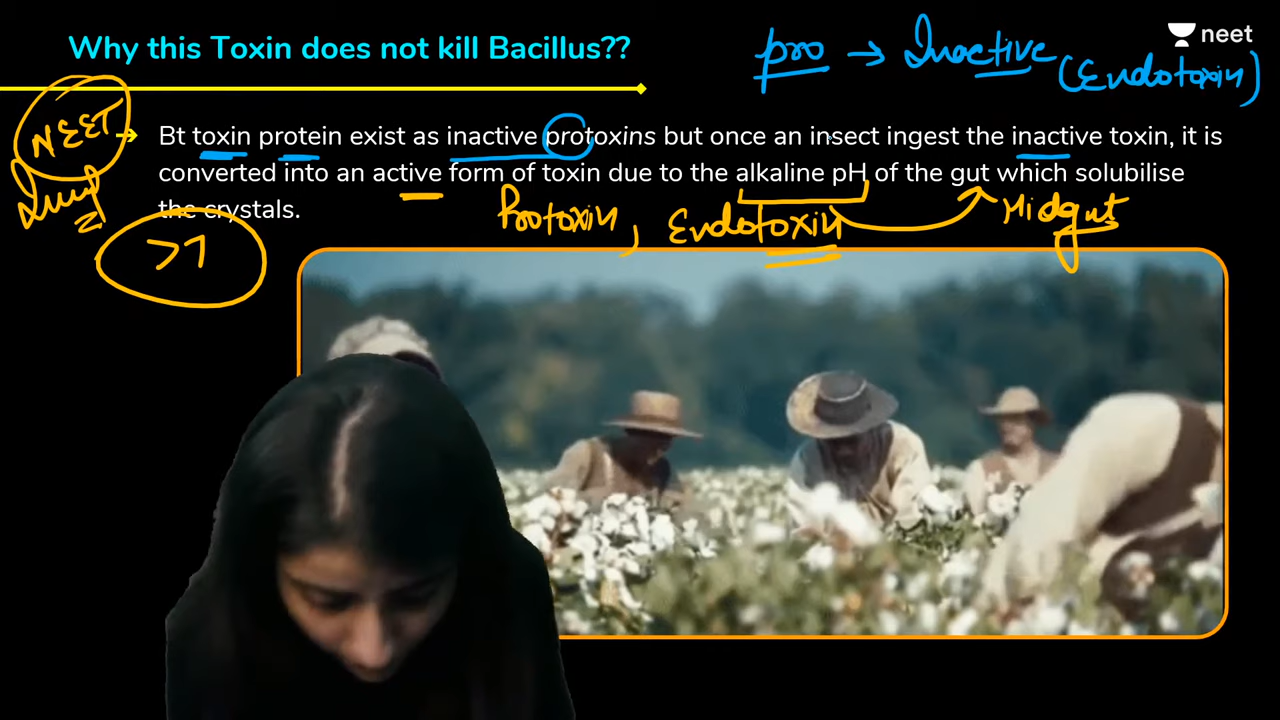 Why this Toxin does not kill Bacillus??
pro → Inactive
(Endotoxin)
neet
NEET
Bt toxin protein exist as inactive protoxins but once an insect ingest the inactive toxin, it is
converted into an active form of toxin due to the alkaline pH of the gut which solubilise
the crystals.
Protoxin, Endotoxin
Midgut
>7